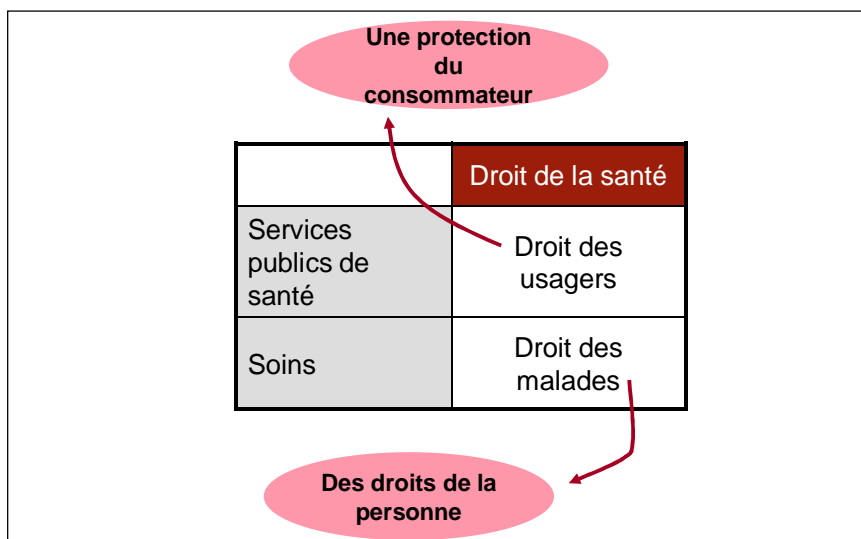 Une protection
du
consommateur
Droit de la santé
Services
publics de
santé
Droit des
usagers
Soins
Droit des
malades
Des droits de la
personne